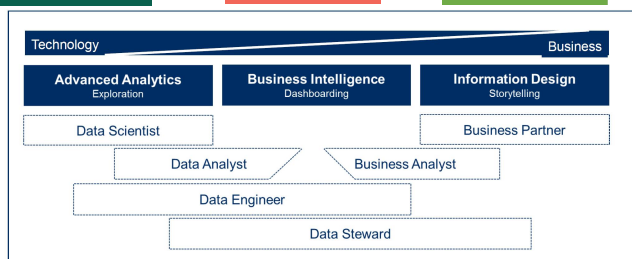 Technology
Business
Advanced Analytics
Exploration
Business Intelligence
Dashboarding
Information Design
Storytelling
Data Scientist
Business Partner
Data Analyst
Business Analyst
Data Engineer
Data Steward